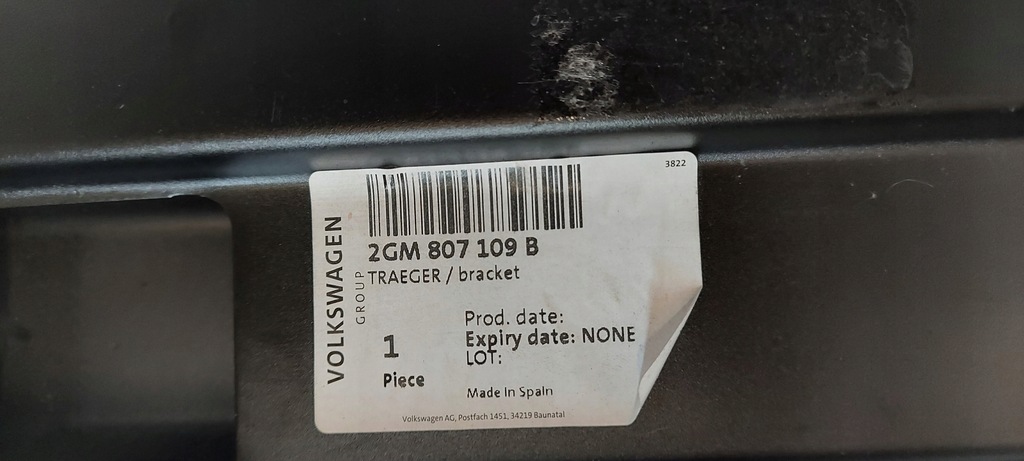 3822
VOLKSWAGEN
GROUP
2GM 807 109 B
TRAEGER / bracket
1
Piece
Prod. date:
Expiry date: NONE
LOT:
Made In Spain
Volkswagen AG, Postfach 1451, 34219 Baunatal